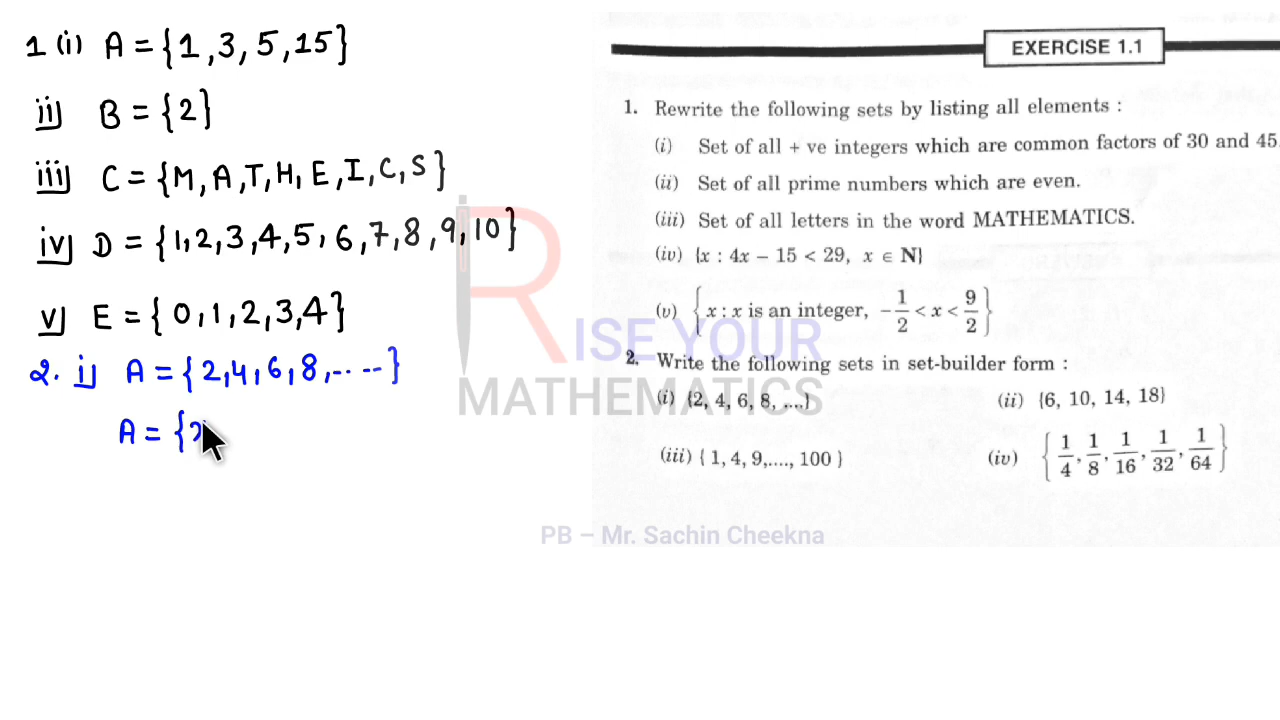 1 (i) A = {1, 3, 5, 15}
ii) B = {2}
iii) C = {M, A, T, H, E, I, C, S}
iv) D = {1, 2, 3, 4, 5, 6, 7, 8, 9, 10}
v) E = {0, 1, 2, 3, 4}
2. i) A = {2, 4, 6, 8, .....}
A = {x
EXERCISE 1.1
1. Rewrite the following sets by listing all elements :
(i) Set of all + ve integers which are common factors of 30 and 45.
(ii) Set of all prime numbers which are even.
(iii) Set of all letters in the word MATHEMATICS.
(iv) {x : 4x − 15 < 29, x ∈ N}
(v) {x : x is an integer, −1/2 < x < 9/2}
2. Write the following sets in set-builder form :
(i) {2, 4, 6, 8, ....}
(ii) {6, 10, 14, 18}
(iii) { 1, 4, 9,...., 100 }
(iv) {1/4, 1/8, 1/16, 1/32, 1/64}
RISE YOUR
MATHEMATICS
PB – Mr. Sachin Cheekna